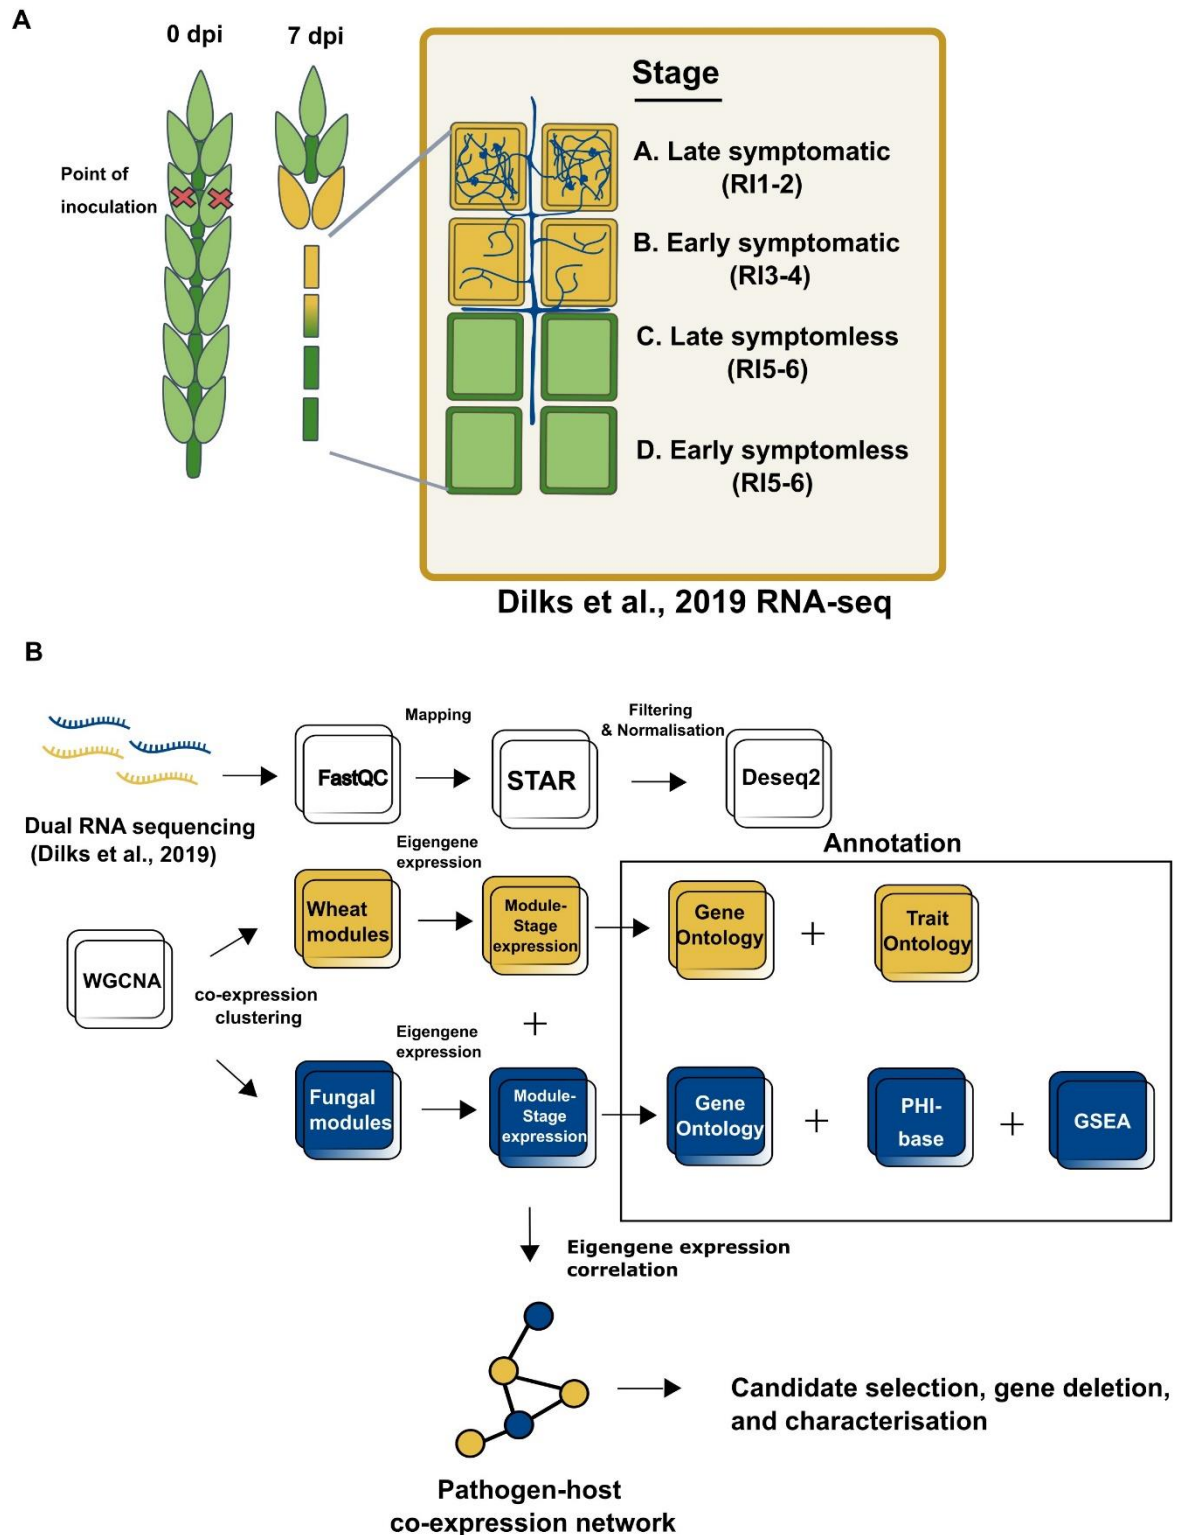 A
0 dpi
7 dpi
Point of
inoculation
Stage
A. Late symptomatic
(RI1-2)
B. Early symptomatic
(RI3-4)
C. Late symptomless
(RI5-6)
D. Early symptomless
(RI5-6)
Dilks et al., 2019 RNA-seq
B
Dual RNA sequencing
(Dilks et al., 2019)
FastQC
Mapping
STAR
Filtering
& Normalisation
Deseq2
WGCNA
co-expression
clustering
Wheat
modules
Eigengene
expression
Module-
Stage
expression
Annotation
Gene
Ontology
+
Trait
Ontology
+
Fungal
modules
Eigengene
expression
Module-
Stage
expression
Gene
Ontology
+
PHI-
base
+
GSEA
Eigengene expression
correlation
Pathogen-host
co-expression network
Candidate selection, gene deletion,
and characterisation